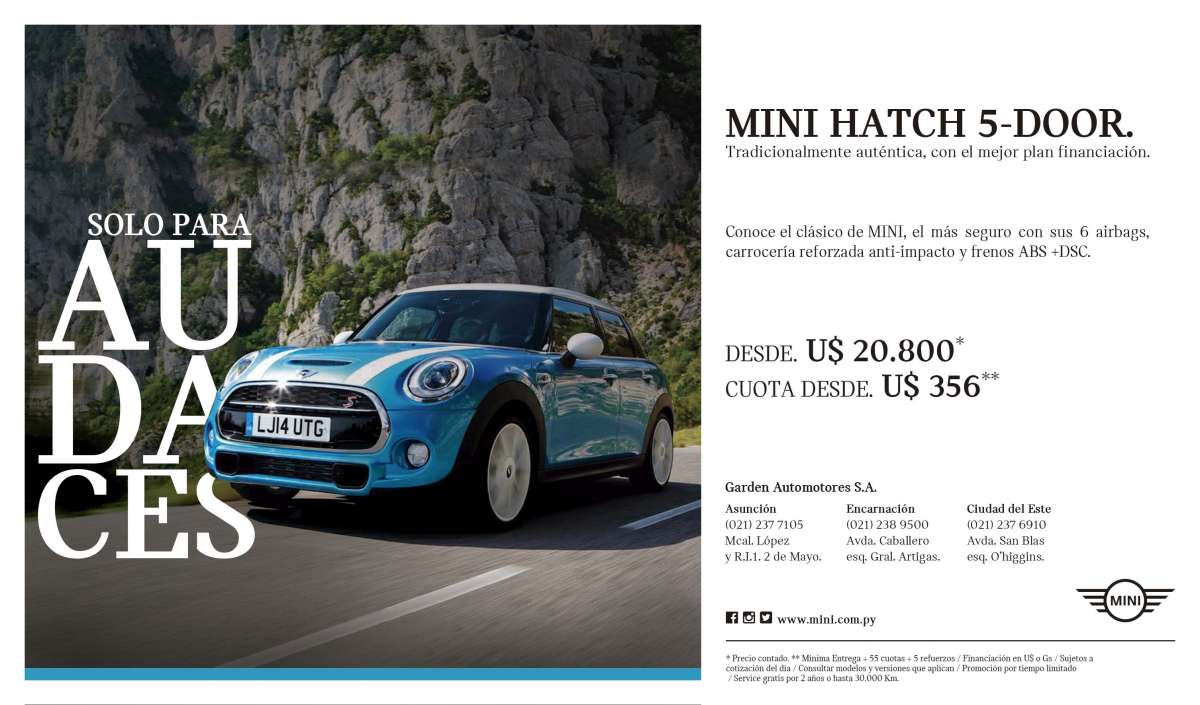 SOLO PARA
AU
DA
CES
S
LJ14 UTG
MINI HATCH 5-DOOR.
Tradicionalmente auténtica, con el mejor plan financiación.
Conoce el clásico de MINI, el más seguro con sus 6 airbags,
carrocería reforzada anti-impacto y frenos ABS +DSC.
DESDE. U$ 20.800*
CUOTA DESDE. U$ 356**
Garden Automotores S.A.
Asunción
(021) 237 7105
Mcal. López
y R.I.1. 2 de Mayo.
Encarnación
(021) 238 9500
Avda. Caballero
esq. Gral. Artigas.
Ciudad del Este
(021) 237 6910
Avda. San Blas
esq. O'higgins.
MINI
www.mini.com.py
* Precio contado. ** Minima Entrega + 55 cuotas + 5 refuerzos / Financiación en U$ o Gs / Sujetos a
cotización del dia / Consultar modelos y versiones que aplican / Promoción por tiempo limitado
/ Service gratis por 2 años o hasta 30.000 Km.